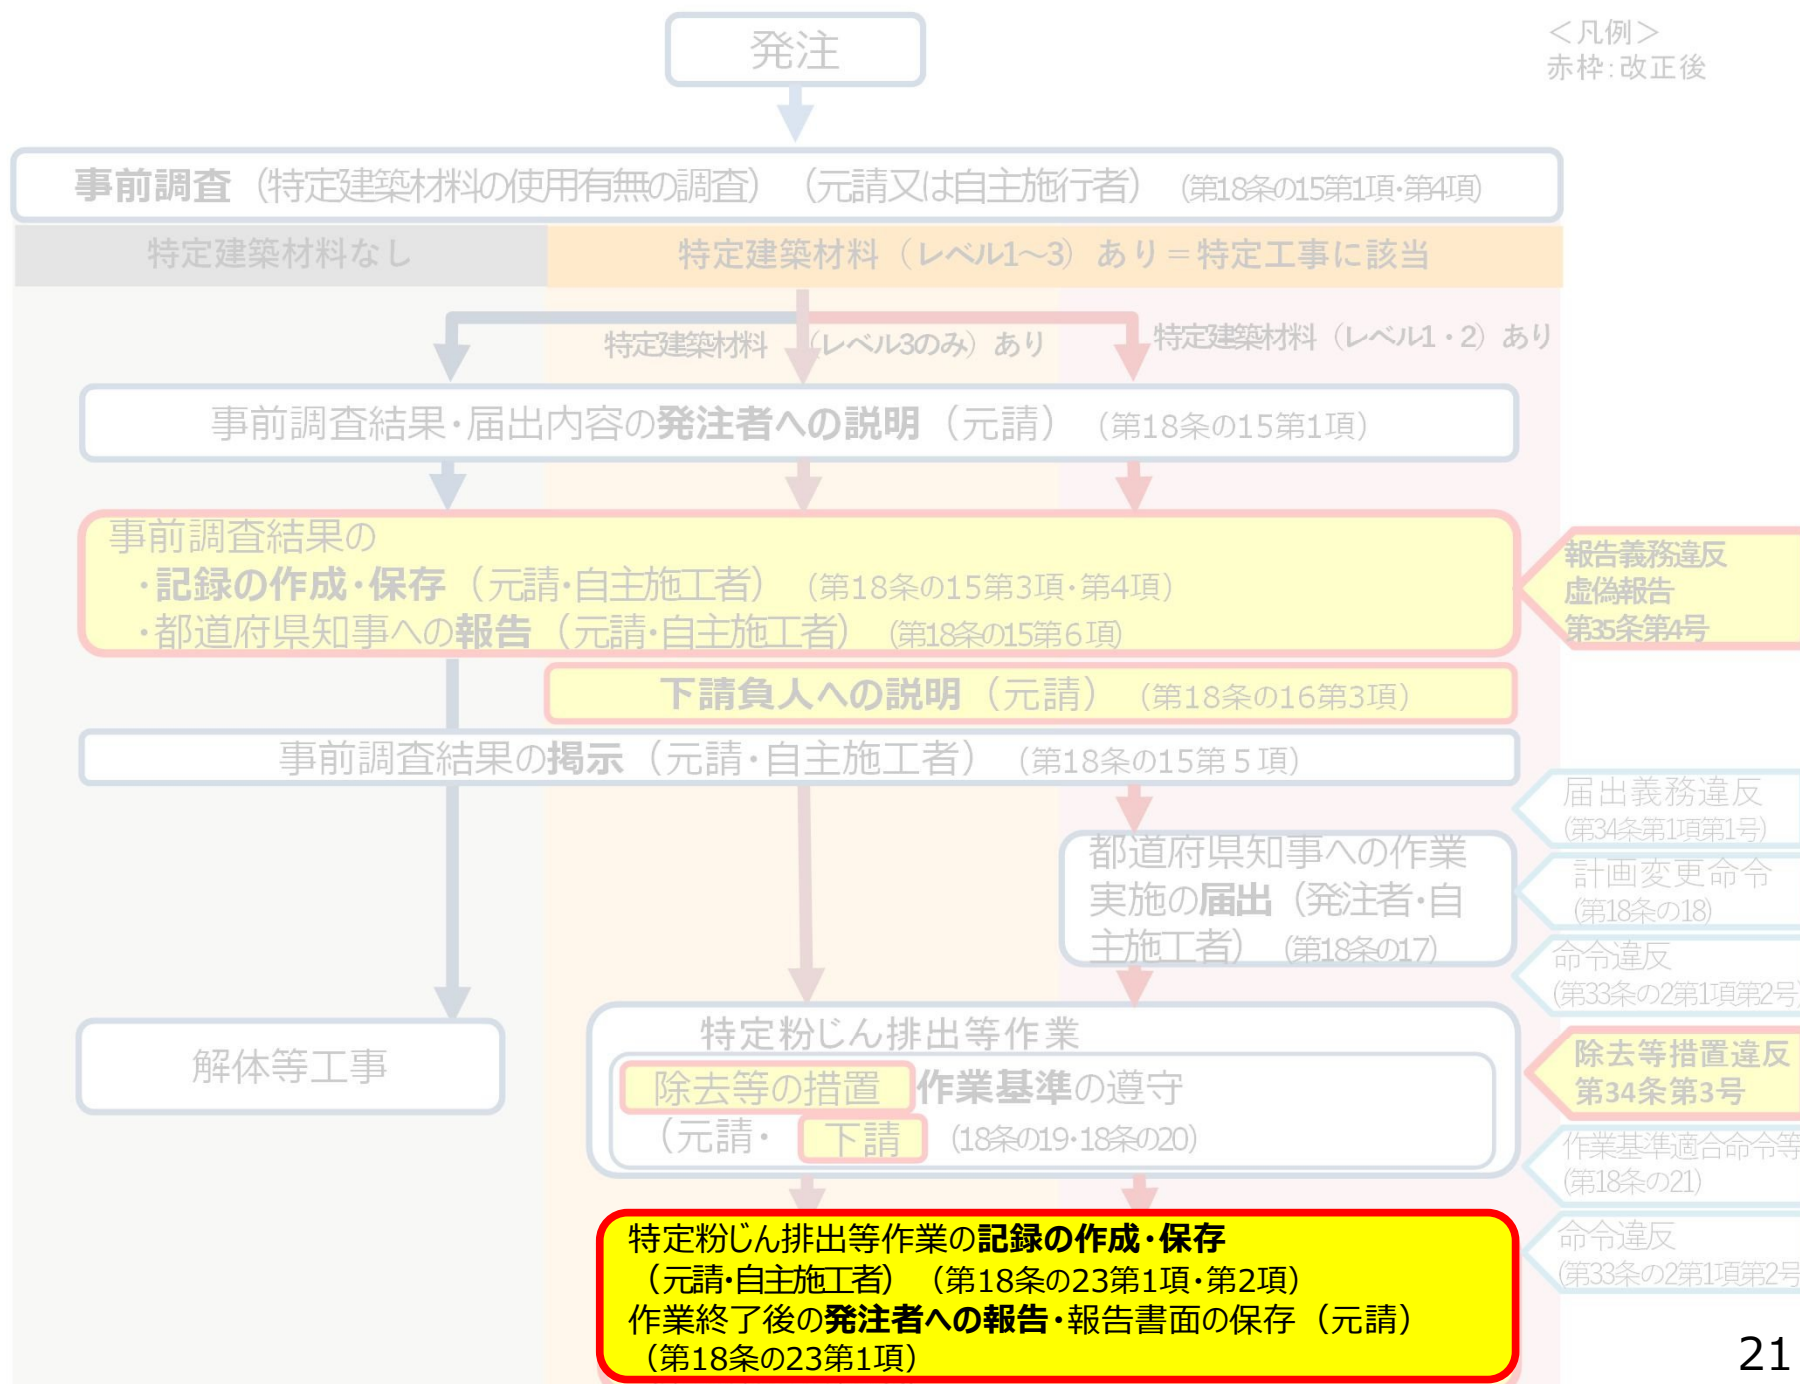 発注
＜凡例＞
赤枠：改正後
事前調査（特定建築材料の使用有無の調査）（元請又は自主施行者）（第18条の15第1項・第4項）
特定建築材料なし
特定建築材料（レベル1～3）あり＝特定工事に該当
特定建築材料（レベル3のみ）あり
特定建築材料（レベル1・2）あり
事前調査結果・届出内容の発注者への説明（元請）（第18条の15第1項）
事前調査結果の
・記録の作成・保存（元請・自主施工者）（第18条の15第3項・第4項）
・都道府県知事への報告（元請・自主施工者）（第18条の15第６項）
報告義務違反
虚偽報告
第35条第4号
下請負人への説明（元請）（第18条の16第3項）
事前調査結果の掲示（元請・自主施工者）（第18条の15第５項）
届出義務違反
(第34条第1項第1号)
都道府県知事への作業
実施の届出（発注者・自
主施工者）（第18条の17）
計画変更命令
(第18条の18)
命令違反
(第33条の2第1項第2号)
解体等工事
特定粉じん排出等作業
除去等の措置 作業基準の遵守
（元請・下請 (18条の19・18条の20)
除去等措置違反
第34条第3号
作業基準適合命令等
(第18条の21)
命令違反
(第33条の2第1項第2号
特定粉じん排出等作業の記録の作成・保存
（元請・自主施工者）（第18条の23第1項・第2項）
作業終了後の発注者への報告・報告書面の保存（元請）
（第18条の23第1項）
21